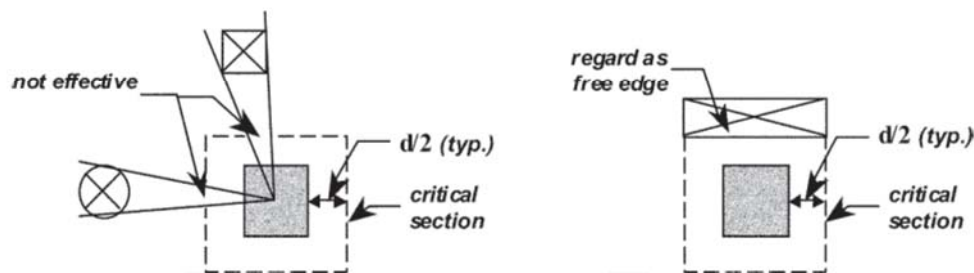 not effective
d/2 (typ.)
critical
section
regard as
free edge
d/2 (typ.)
critical
section